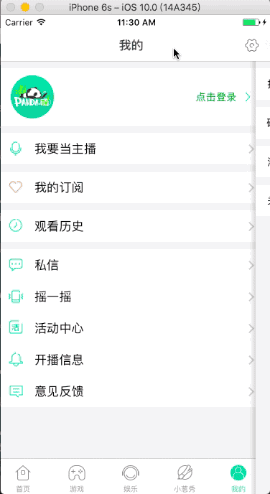 iPhone 6s – iOS 10.0 (14A345)
Carrier 11:30 AM
我的
PANDA
点击登录
我要当主播
我的订阅
观看历史
私信
摇一摇
活动中心
开播信息
意见反馈
首页 游戏 娱乐 小葱秀 我的